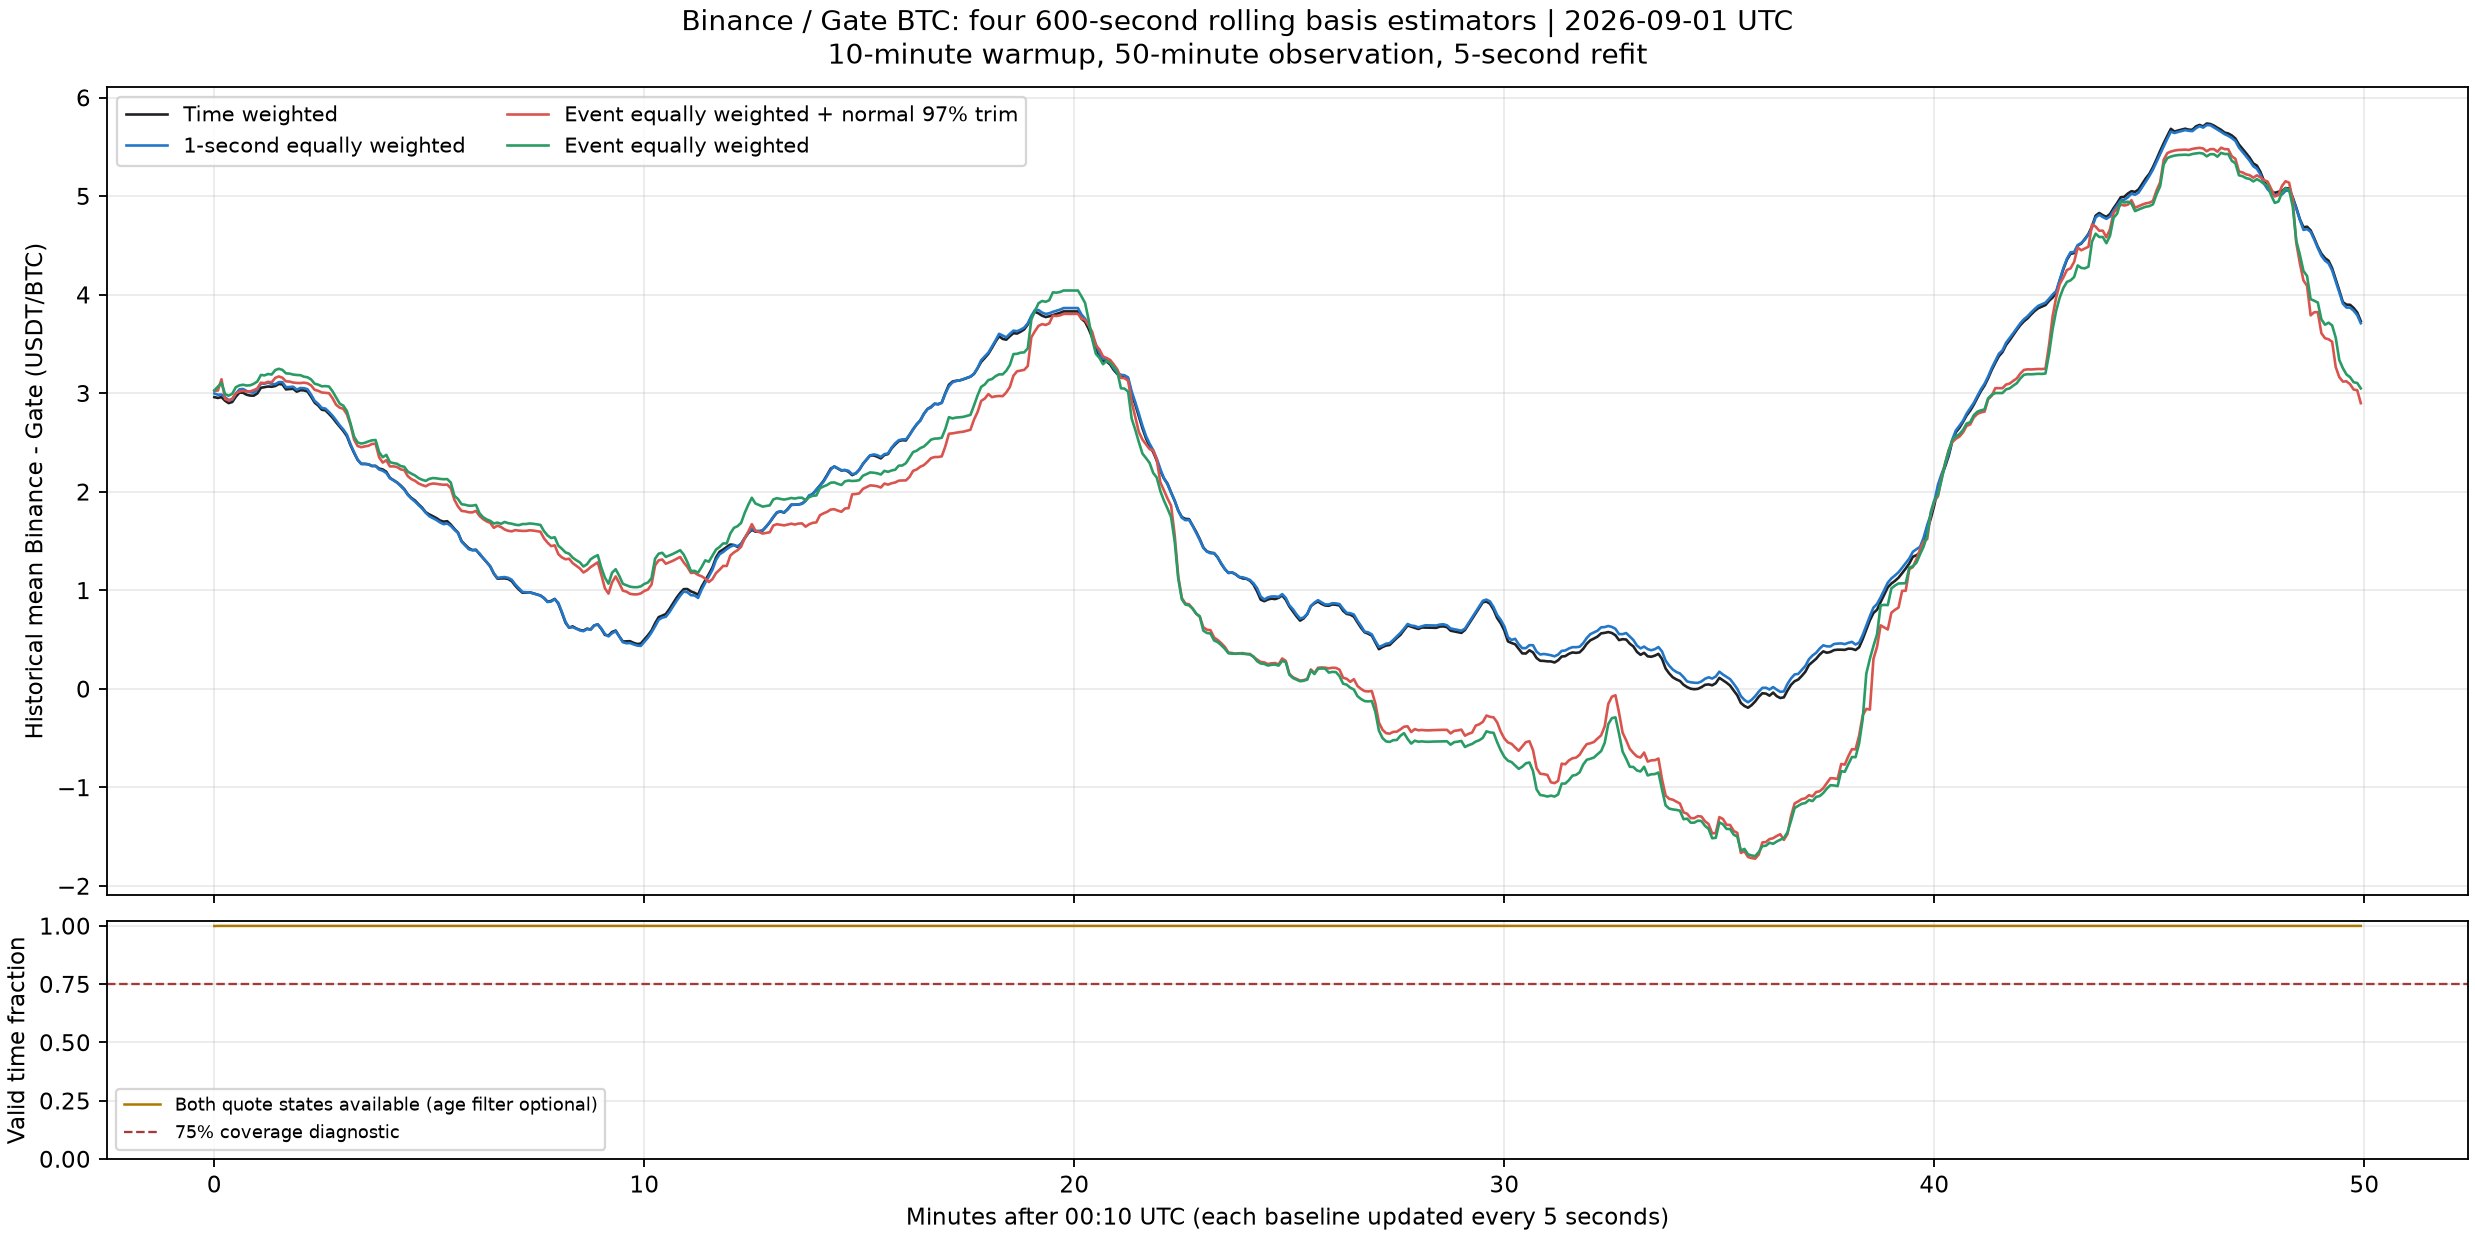 Binance / Gate BTC: four 600-second rolling basis estimators | 2026-09-01 UTC
10-minute warmup, 50-minute observation, 5-second refit
Historical mean Binance - Gate (USDT/BTC)
6
5
4
3
2
1
0
−1
−2
Time weighted
1-second equally weighted
Event equally weighted + normal 97% trim
Event equally weighted
Valid time fraction
1.00
0.75
0.50
0.25
0.00
Both quote states available (age filter optional)
75% coverage diagnostic
0
10
20
30
40
50
Minutes after 00:10 UTC (each baseline updated every 5 seconds)